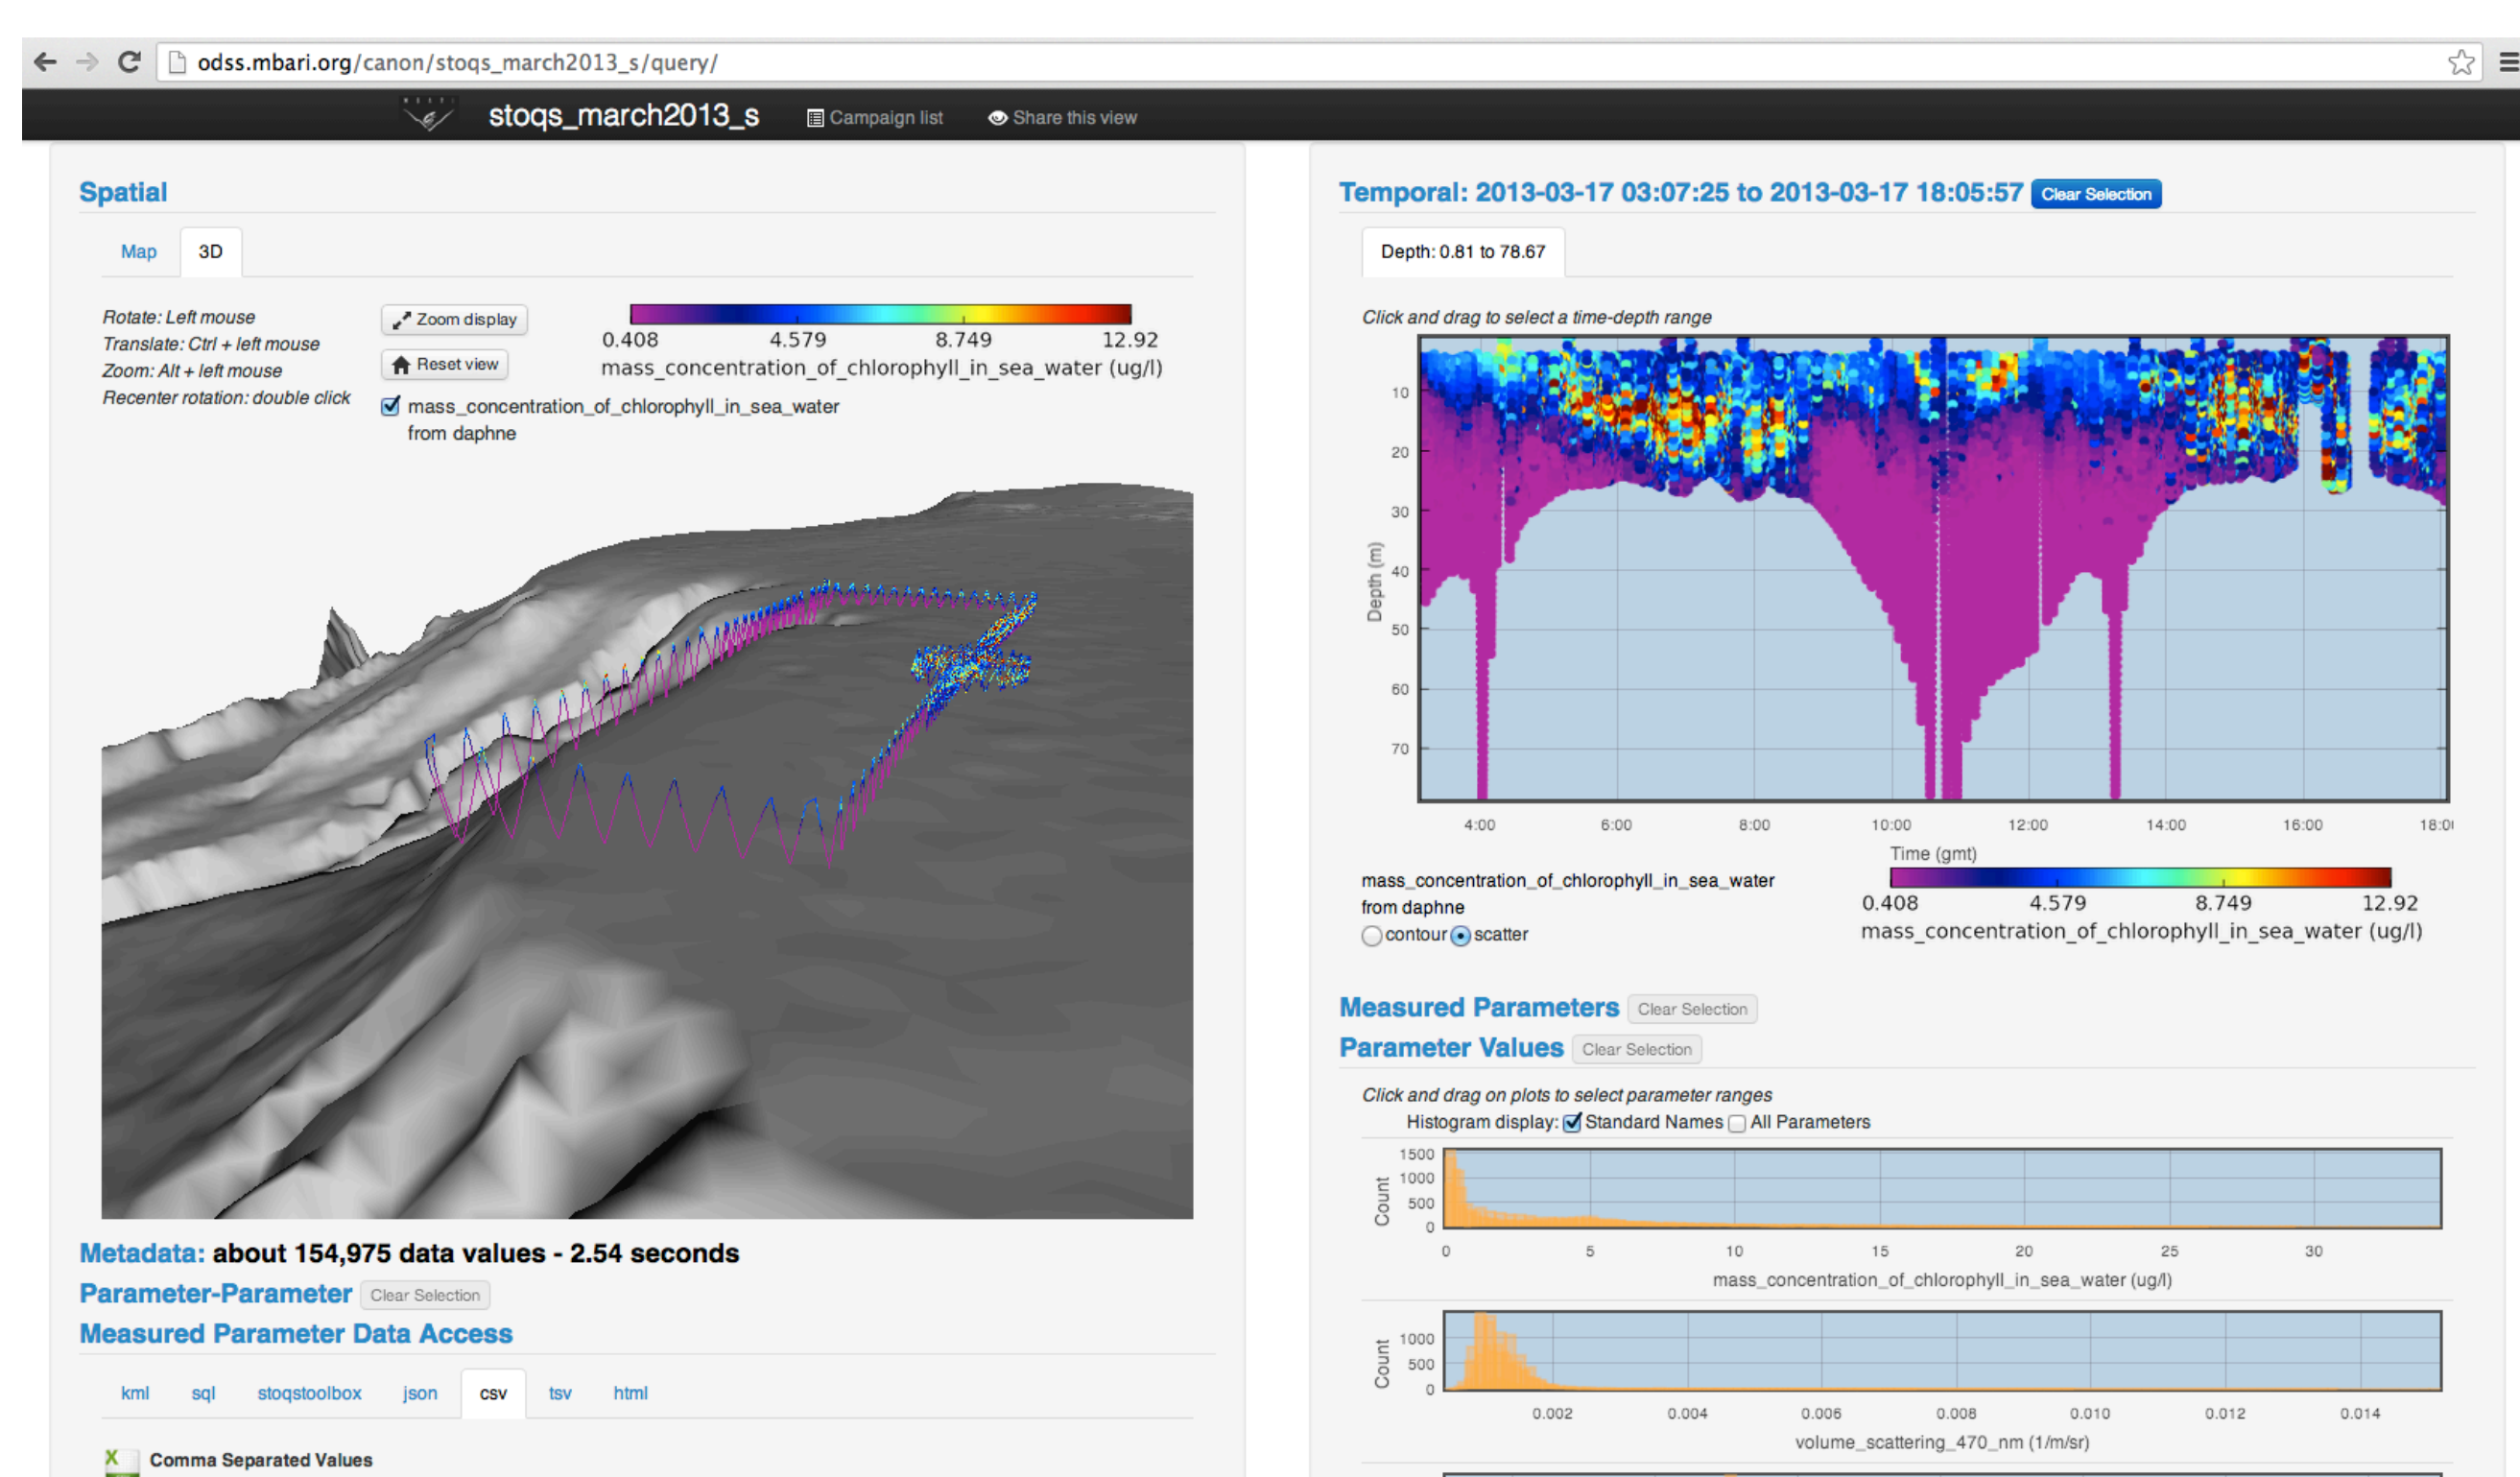 odss.mbari.org/canon/stoqs_march2013_s/query/
stoqs_march2013_s
Campaign list
Share this view
Spatial
Map
3D
Rotate: Left mouse
Translate: Ctrl + left mouse
Zoom: Alt + left mouse
Recenter rotation: double click
Zoom display
Reset view
0.408 4.579 8.749 12.92
mass_concentration_of_chlorophyll_in_sea_water (ug/l)
mass_concentration_of_chlorophyll_in_sea_water
from daphne
Metadata: about 154,975 data values - 2.54 seconds
Parameter-Parameter Clear Selection
Measured Parameter Data Access
kml sql stoqstoolbox json csv tsv html
Comma Separated Values
Temporal: 2013-03-17 03:07:25 to 2013-03-17 18:05:57 Clear Selection
Depth: 0.81 to 78.67
Click and drag to select a time-depth range
Depth (m)
10
20
30
40
50
60
70
4:00 6:00 8:00 10:00 12:00 14:00 16:00 18:0
Time (gmt)
mass_concentration_of_chlorophyll_in_sea_water
from daphne
contour scatter
0.408 4.579 8.749 12.92
mass_concentration_of_chlorophyll_in_sea_water (ug/l)
Measured Parameters Clear Selection
Parameter Values Clear Selection
Click and drag on plots to select parameter ranges
Histogram display: Standard Names All Parameters
Count
1500
1000
500
0
0 5 10 15 20 25 30
mass_concentration_of_chlorophyll_in_sea_water (ug/l)
Count
1000
500
0
0.002 0.004 0.006 0.008 0.010 0.012 0.014
volume_scattering_470_nm (1/m/sr)